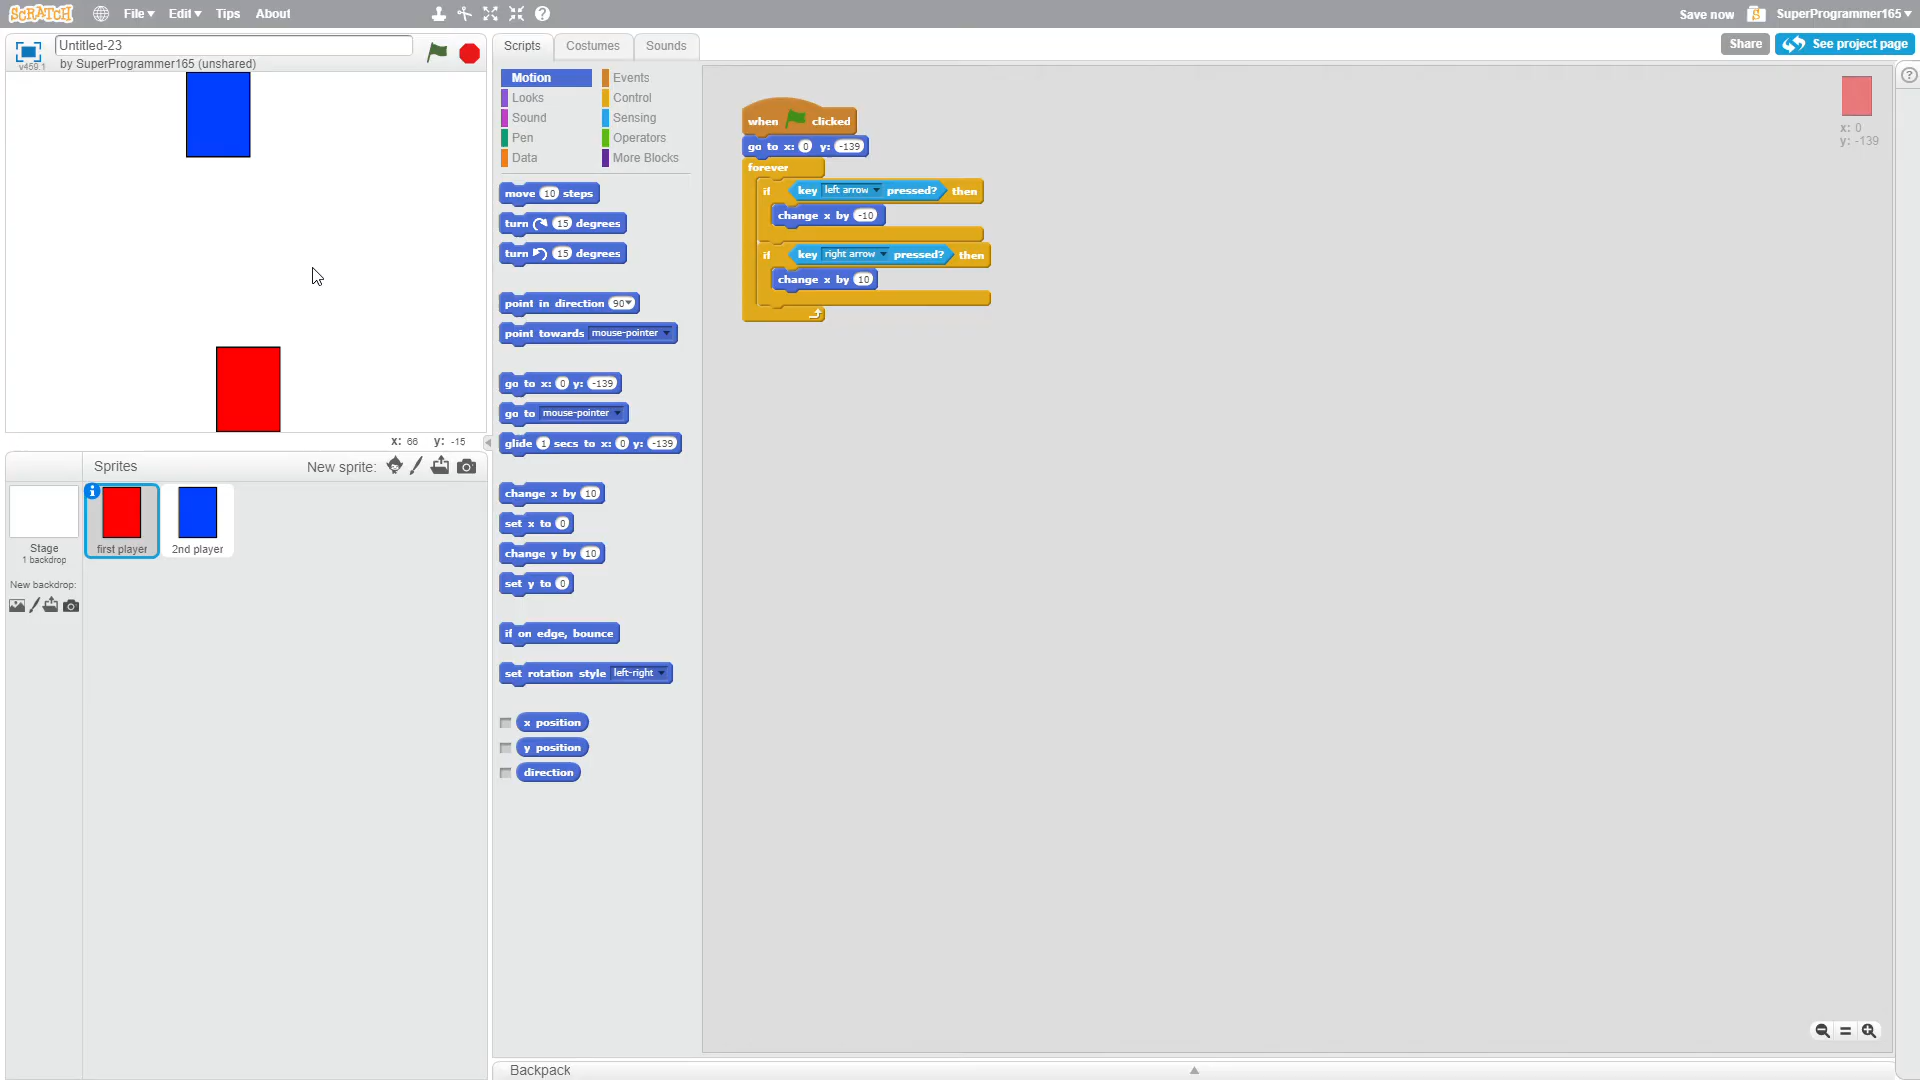 SCRATCH File Edit Tips About Save now S SuperProgrammer165
Untitled-23
v459.1 by SuperProgrammer165 (unshared)
Scripts Costumes Sounds Share See project page
Motion Events
Looks Control
Sound Sensing
Pen Operators
Data More Blocks
move 10 steps
turn 15 degrees
turn 15 degrees
point in direction 90
point towards mouse-pointer
go to x: 0 y: -139
go to mouse-pointer
glide 1 secs to x: 0 y: -139
change x by 10
set x to 0
change y by 10
set y to 0
if on edge, bounce
set rotation style left-right
x position
y position
direction
when clicked
go to x: 0 y: -139
forever
if key left arrow pressed? then
change x by -10
if key right arrow pressed? then
change x by 10
x: 0
y: -139
x: 66 y: -15
Sprites New sprite:
Stage
1 backdrop
New backdrop:
first player
2nd player
Backpack